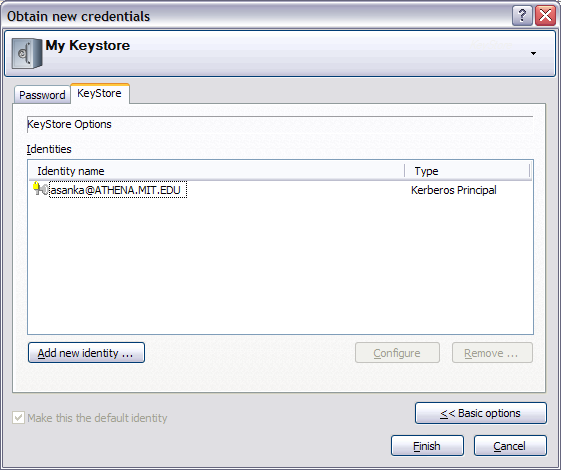 Obtain new credentials
My Keystore
Password KeyStore
KeyStore Options
Identities
Identity name Type
asanka@ATHENA.MIT.EDU Kerberos Principal
Add new identity ... Configure Remove ...
Make this the default identity << Basic options
Finish Cancel